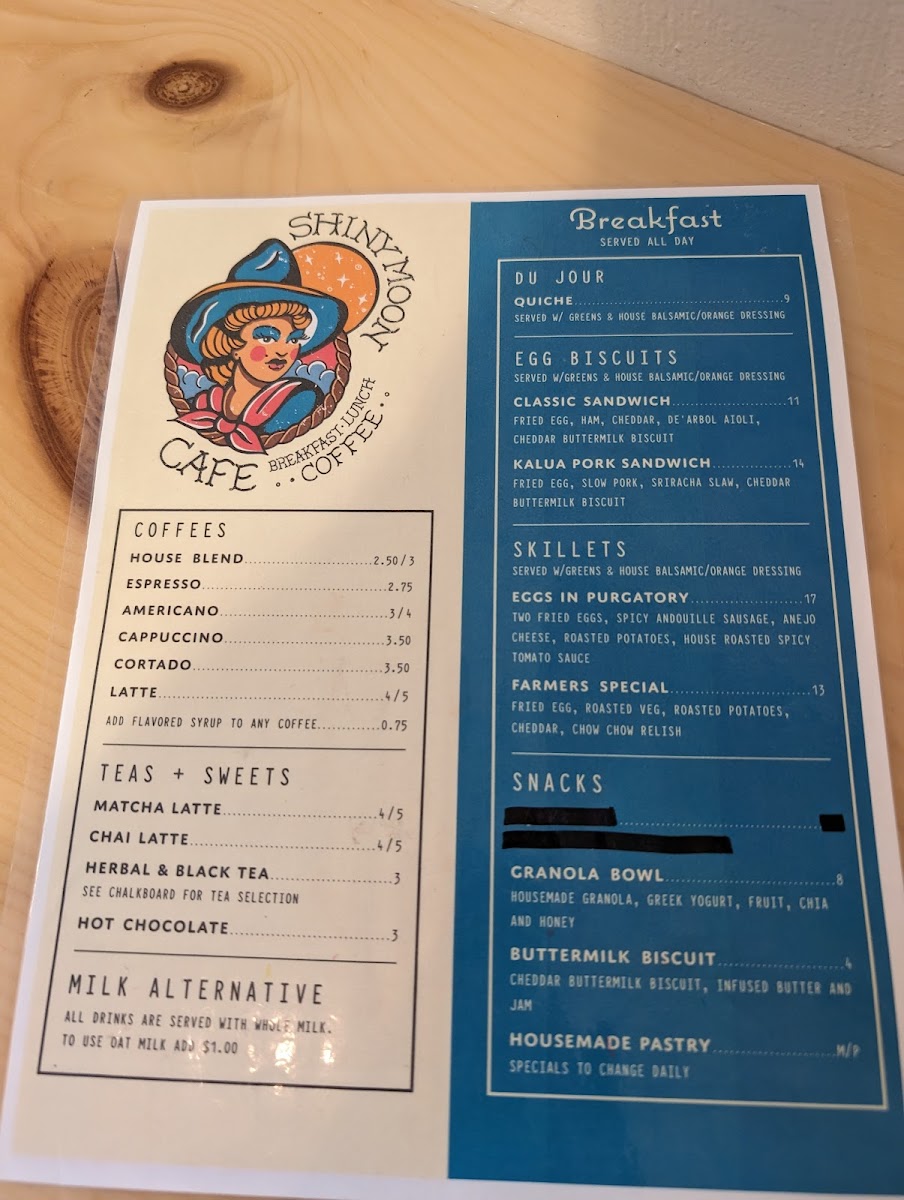 SHINY MOON
CAFE
BREAKFAST·LUNCH
..COFFEE..
COFFEES
HOUSE BLEND..............................2.50/3
ESPRESSO..............................2.75
AMERICANO..............................3/4
CAPPUCCINO..............................3.50
CORTADO..............................3.50
LATTE..............................4/5
ADD FLAVORED SYRUP TO ANY COFFEE..............0.75
TEAS + SWEETS
MATCHA LATTE..............................4/5
CHAI LATTE..............................4/5
HERBAL & BLACK TEA..............................3
SEE CHALKBOARD FOR TEA SELECTION
HOT CHOCOLATE..............................3
MILK ALTERNATIVE
ALL DRINKS ARE SERVED WITH WHOLE MILK.
TO USE OAT MILK ADD $1.00
Breakfast
SERVED ALL DAY
DU JOUR
QUICHE..............................9
SERVED W/ GREENS & HOUSE BALSAMIC/ORANGE DRESSING
EGG BISCUITS
SERVED W/GREENS & HOUSE BALSAMIC/ORANGE DRESSING
CLASSIC SANDWICH..............................11
FRIED EGG, HAM, CHEDDAR, DE'ARBOL AIOLI,
CHEDDAR BUTTERMILK BISCUIT
KALUA PORK SANDWICH..................14
FRIED EGG, SLOW PORK, SRIRACHA SLAW, CHEDDAR
BUTTERMILK BISCUIT
SKILLETS
SERVED W/GREENS & HOUSE BALSAMIC/ORANGE DRESSING
EGGS IN PURGATORY..........................17
TWO FRIED EGGS, SPICY ANDOUILLE SAUSAGE, ANEJO
CHEESE, ROASTED POTATOES, HOUSE ROASTED SPICY
TOMATO SAUCE
FARMERS SPECIAL..............................13
FRIED EGG, ROASTED VEG, ROASTED POTATOES,
CHEDDAR, CHOW CHOW RELISH
SNACKS
GRANOLA BOWL..............................8
HOUSEMADE GRANOLA, GREEK YOGURT, FRUIT, CHIA
AND HONEY
BUTTERMILK BISCUIT..........................4
CHEDDAR BUTTERMILK BISCUIT, INFUSED BUTTER AND
JAM
HOUSEMADE PASTRY..........................M/P
SPECIALS TO CHANGE DAILY